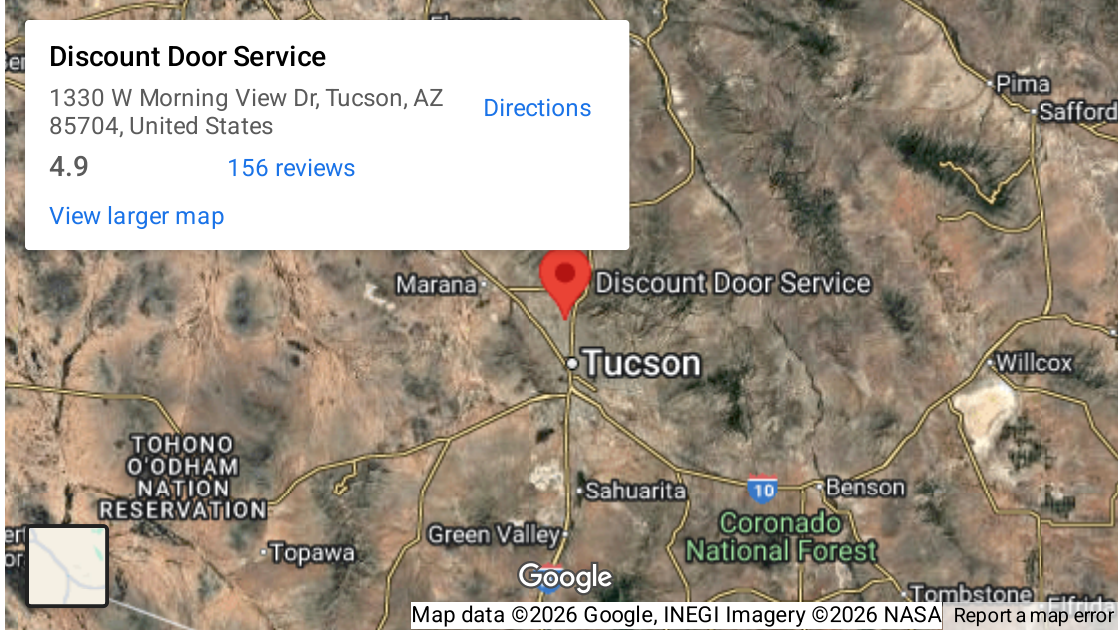 Discount Door Service
1330 W Morning View Dr, Tucson, AZ
85704, United States
Directions
4.9
156 reviews
View larger map
Pima
Safford
Marana
Discount Door Service
Tucson
Willcox
TOHONO
O'ODHAM
NATION
RESERVATION
Sahuarita
10
Benson
Green Valley
Coronado
National Forest
Topawa
Google
Tombstone
Map data ©2026 Google, INEGI Imagery ©2026 NASA
Report a map error